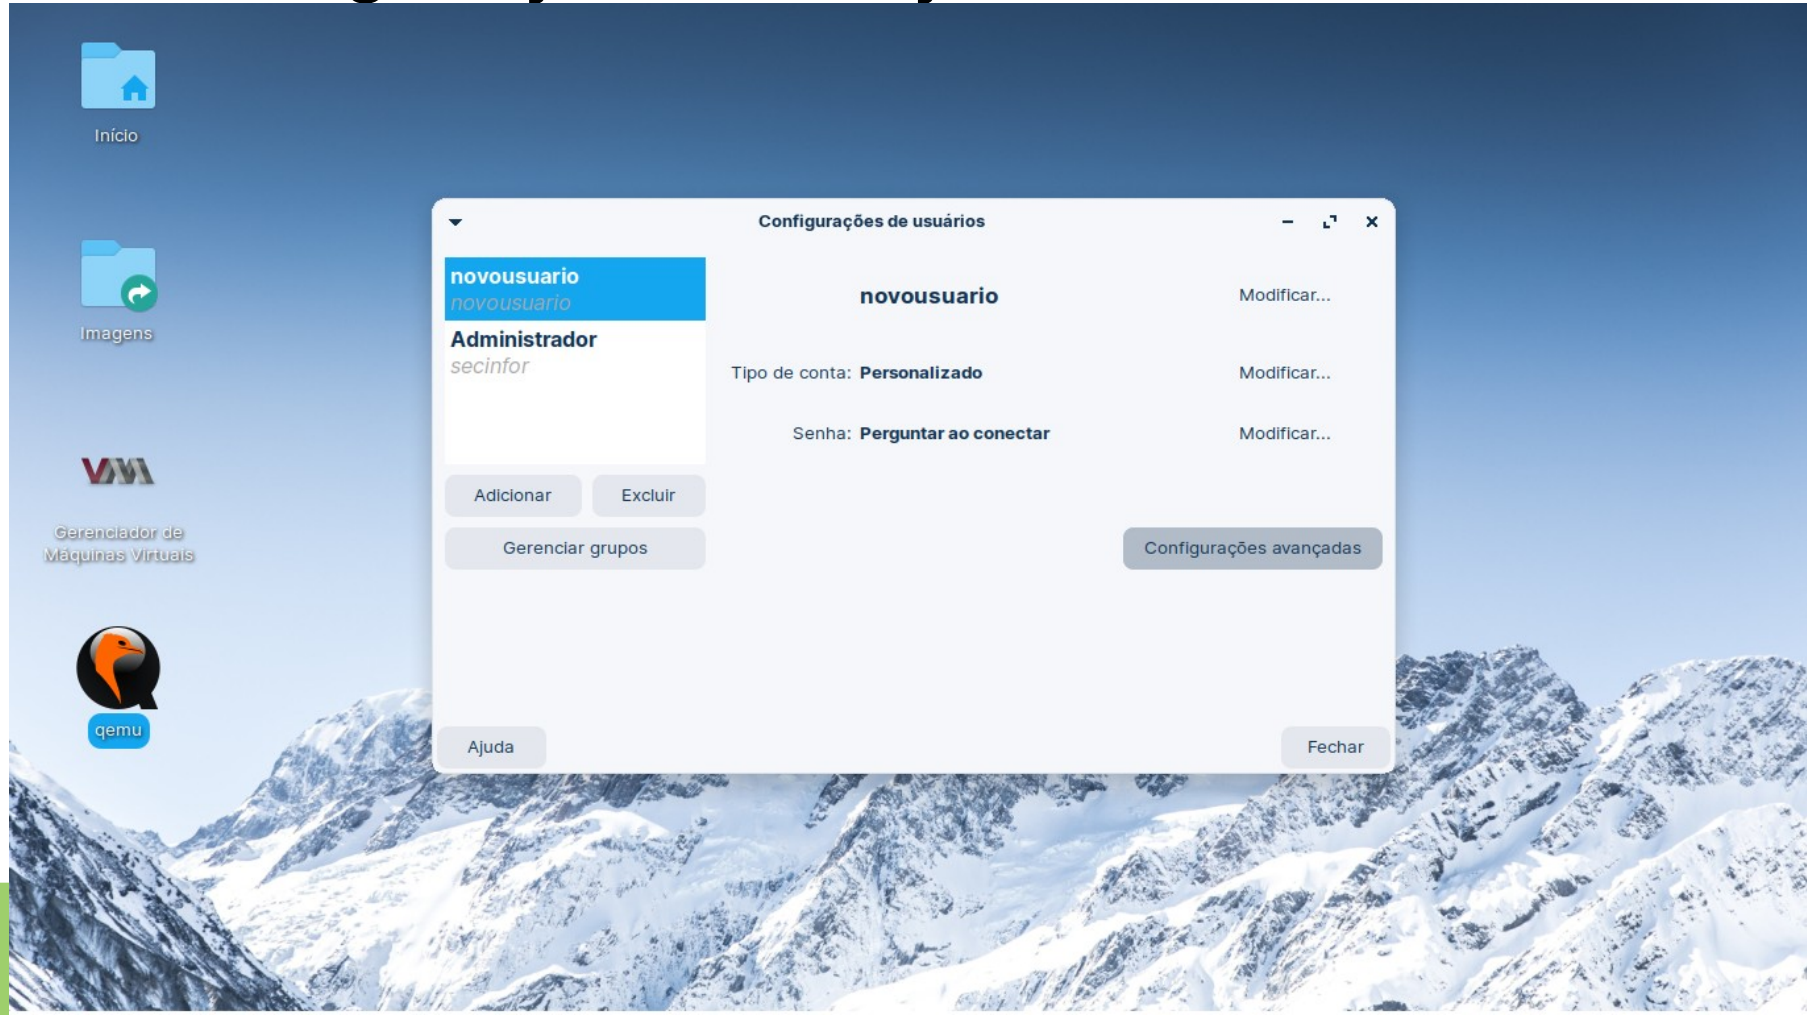 Início
Imagens
VM
Gerenciador de
Máquinas Virtuais
qemu
Configurações de usuários
novousuario
novousuario
Administrador
secinfor
Adicionar
Excluir
Gerenciar grupos
novousuario
Modificar...
Tipo de conta: Personalizado
Modificar...
Senha: Perguntar ao conectar
Modificar...
Configurações avançadas
Ajuda
Fechar